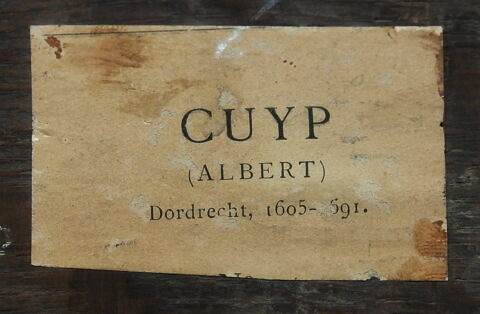 CUYP
(ALBERT)
Dordrecht, 1605- 691.